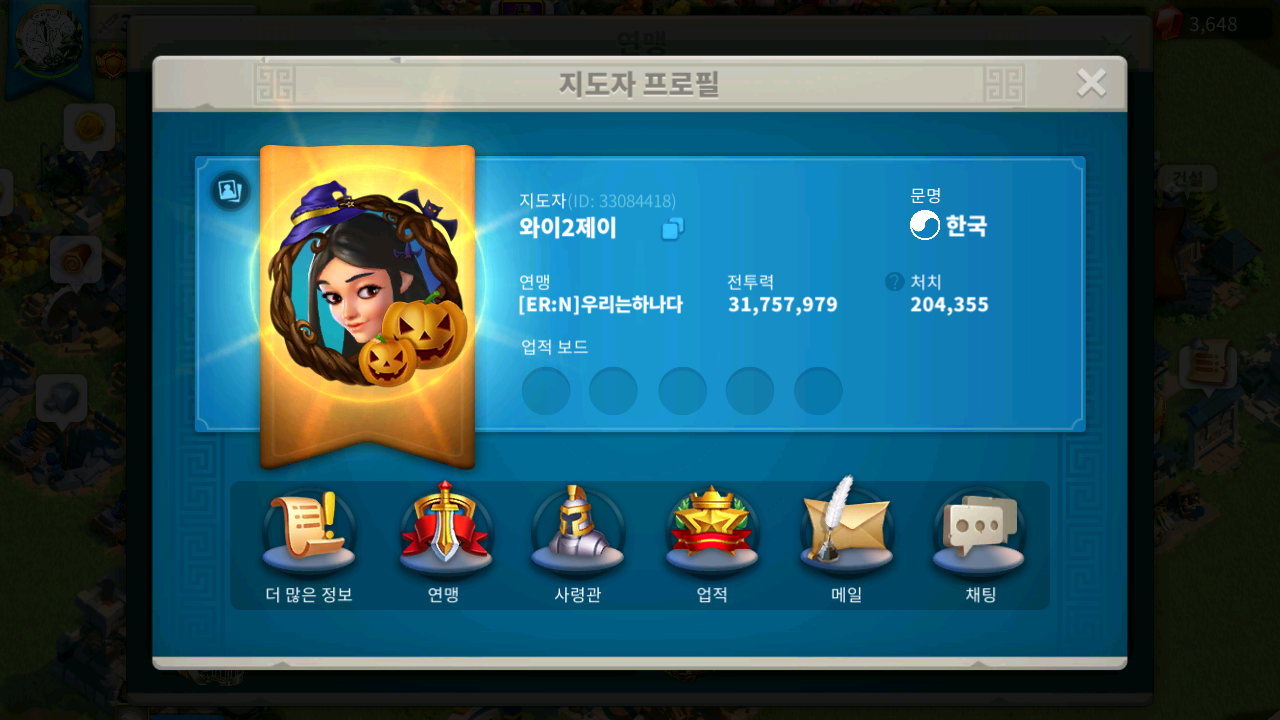 3,648
연맹
지도자 프로필
건설
지도자(ID: 33084418)
와이2제이
문명
한국
연맹
전투력
? 처치
[ER:N]우리는하나다
31,757,979
204,355
업적 보드
더 많은 정보
연맹
사령관
업적
메일
채팅